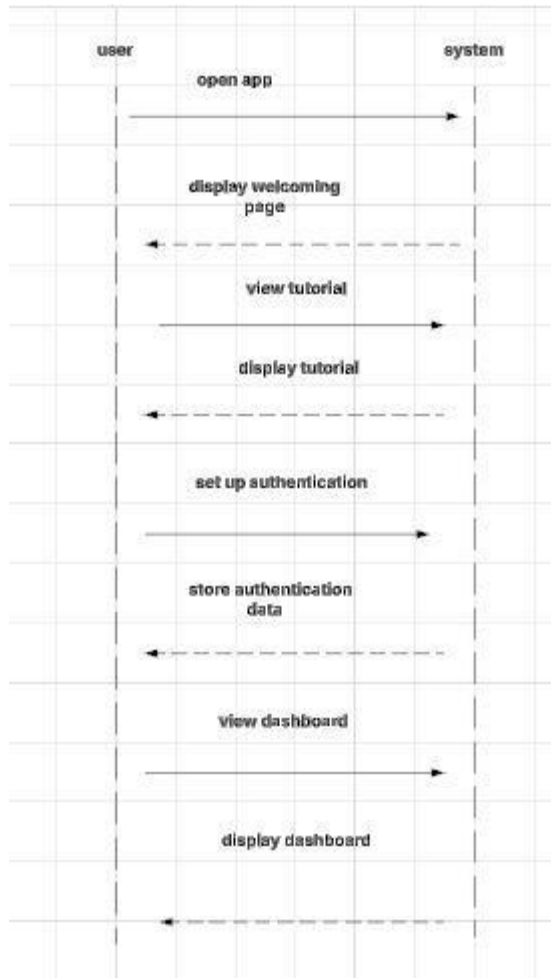 user system
open app
display welcoming
page
view tutorial
display tutorial
set up authentication
store authentication
data
view dashboard
display dashboard